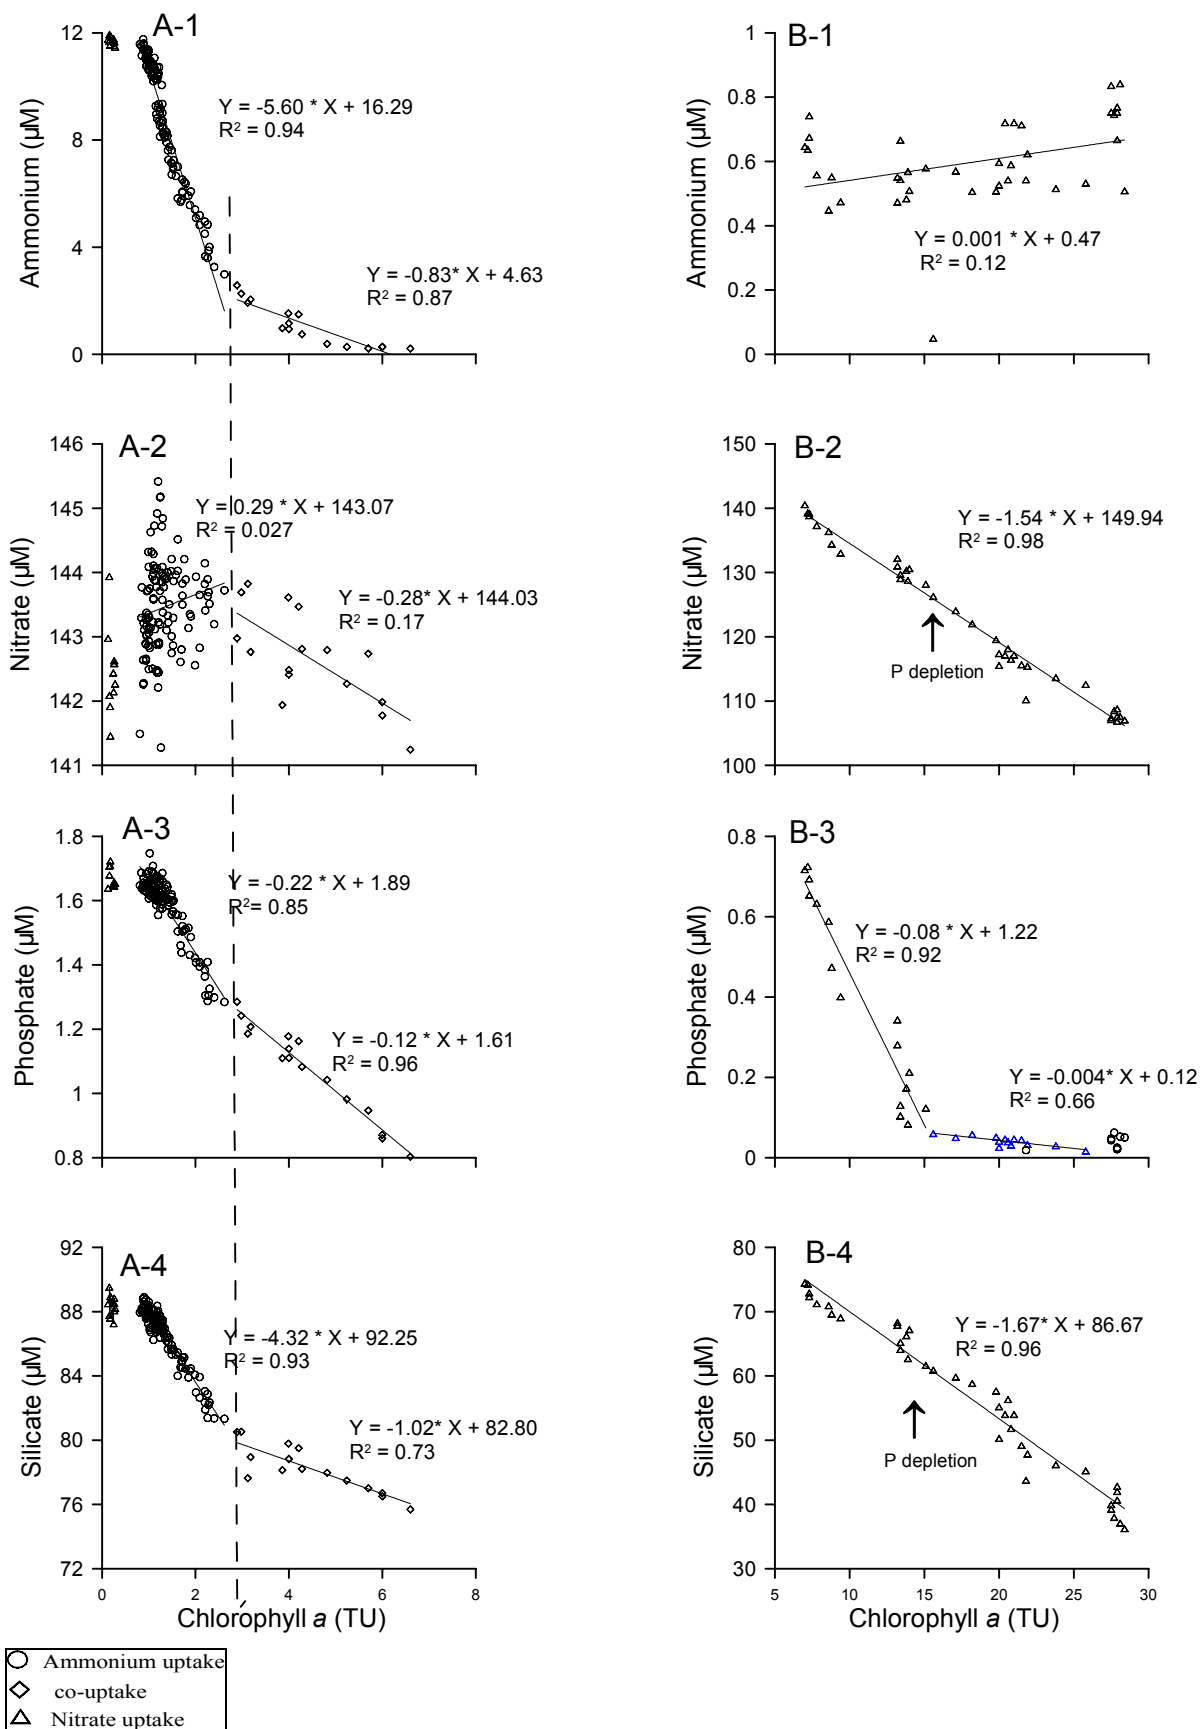 A-1
12
8
4
0
Ammonium (µM)
Y = -5.60 * X + 16.29
R² = 0.94
Y = -0.83* X + 4.63
R² = 0.87
0
2
4
6
8
B-1
1
0.8
0.6
0.4
0.2
0
Ammonium (µM)
Y = 0.001 * X + 0.47
R² = 0.12
A-2
146
145
144
143
142
141
Nitrate (µM)
Y = 0.29 * X + 143.07
R² = 0.027
Y = -0.28* X + 144.03
R² = 0.17
B-2
150
140
130
120
110
100
Nitrate (µM)
Y = -1.54 * X + 149.94
R² = 0.98
P depletion
A-3
1.8
1.6
1.4
1.2
1
0.8
Phosphate (µM)
Y = -0.22 * X + 1.89
R²= 0.85
Y = -0.12 * X + 1.61
R² = 0.96
B-3
0.8
0.6
0.4
0.2
0
Phosphate (µM)
Y = -0.08 * X + 1.22
R² = 0.92
Y = -0.004* X + 0.12
R² = 0.66
A-4
92
88
84
80
76
72
Silicate (µM)
Y = -4.32 * X + 92.25
R² = 0.93
Y = -1.02* X + 82.80
R² = 0.73
Chlorophyll a (TU)
B-4
80
70
60
50
40
30
Silicate (µM)
Y = -1.67* X + 86.67
R² = 0.96
P depletion
5
10
15
20
25
30
Chlorophyll a (TU)
Ammonium uptake
co-uptake
Nitrate uptake